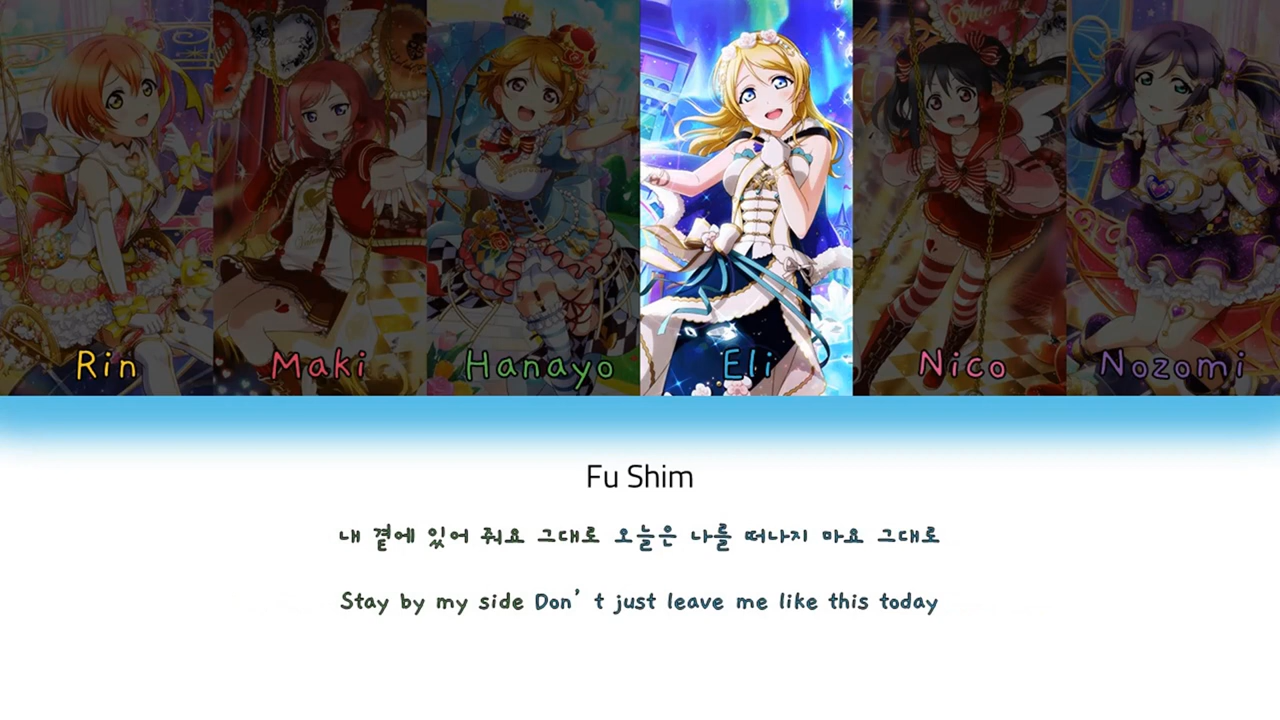 Rin Maki Hanayo Eli Nico Nozomi
Fu Shim
내 곁에 있어 줘요 그대로 오늘은 나를 떠나지 마요 그대로
Stay by my side Don't just leave me like this today